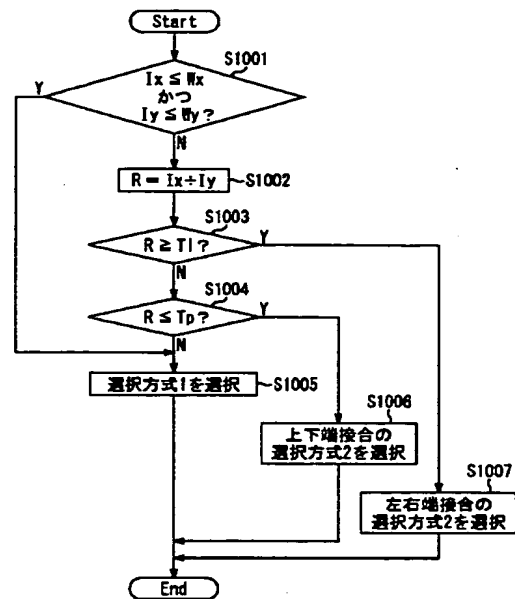 Start
S1001
Ix ≦ Wx
かつ
Iy ≦ Wy?
Y
N
R = Ix÷Iy
S1002
S1003
R ≧ Tl?
Y
N
S1004
R ≦ Tp?
Y
N
選択方式1を選択
S1005
S1006
上下端接合の
選択方式2を選択
S1007
左右端接合の
選択方式2を選択
End